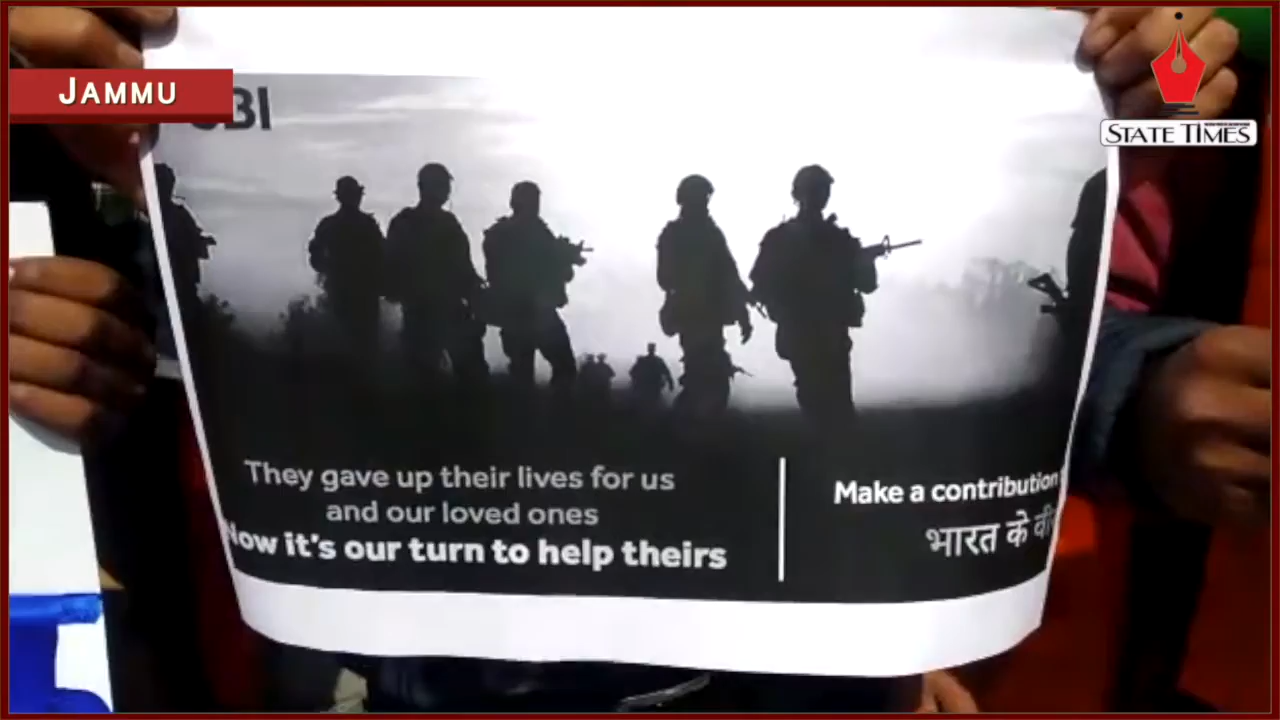 JAMMU
STATE TIMES
They gave up their lives for us
and our loved ones
Now it's our turn to help theirs
Make a contribution
भारत के